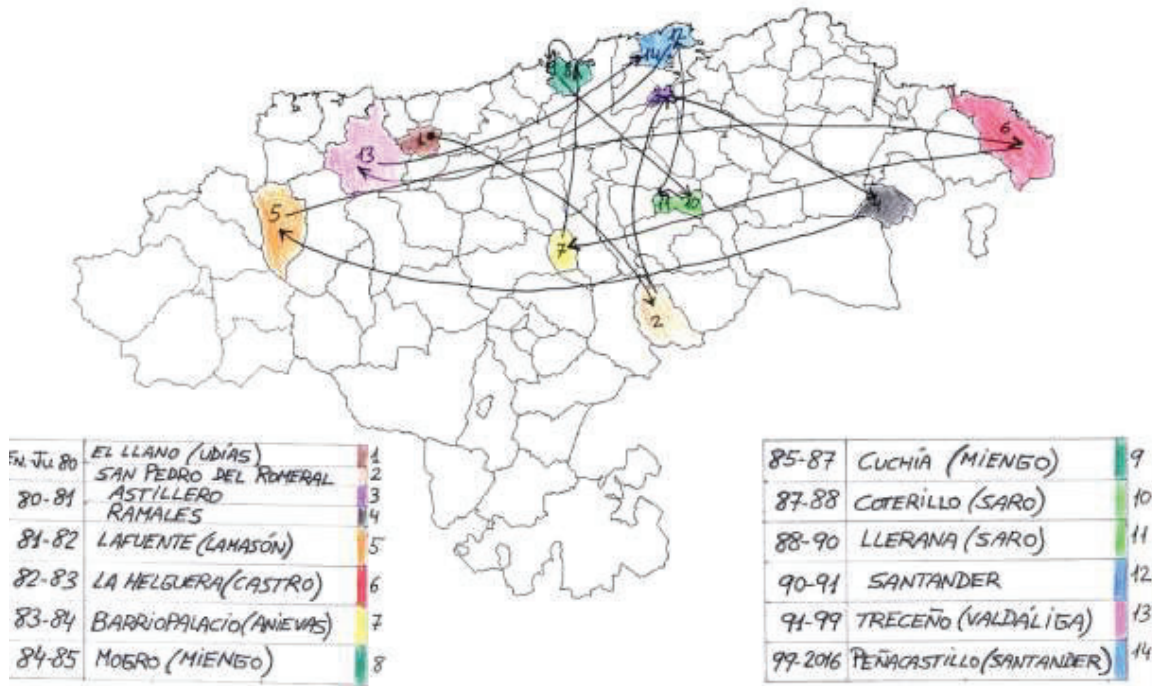 12
14
8
6
13
5
11 10
7
2
EN. JU 80 EL LLANO (UDÍAS) 1
SAN PEDRO DEL ROMERAL 2
80-81 ASTILLERO 3
RAMALES 4
81-82 LAFUENTE (LAMASÓN) 5
82-83 LA HELGUERA (CASTRO) 6
83-84 BARRIOPALACIO (ANIEVAS) 7
84-85 MOGRO (MIENGO) 8
85-87 CUCHÍA (MIENGO) 9
87-88 COTERILLO (SARO) 10
88-90 LLERANA (SARO) 11
90-91 SANTANDER 12
91-99 TRECEÑO (VALDÁLIGA) 13
99-2016 PEÑACASTILLO (SANTANDER) 14